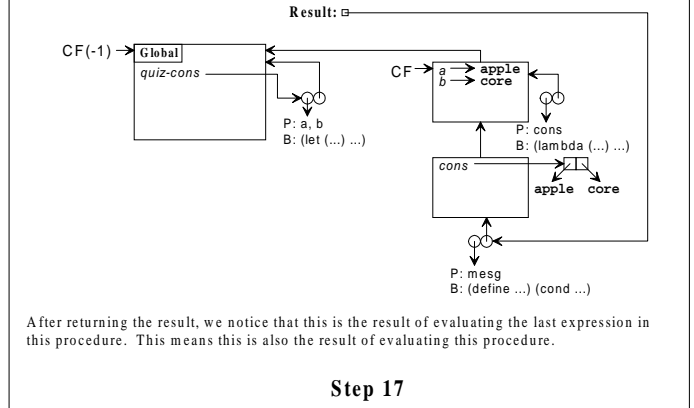 Result:
CF(-1)
Global
quiz-cons
P: a, b
B: (let (...) ...)
CF
a apple
b core
P: cons
B: (lambda (...) ...)
cons
apple core
P: mesg
B: (define ...) (cond ...)
After returning the result, we notice that this is the result of evaluating the last expression in
this procedure. This means this is also the result of evaluating this procedure.
Step 17